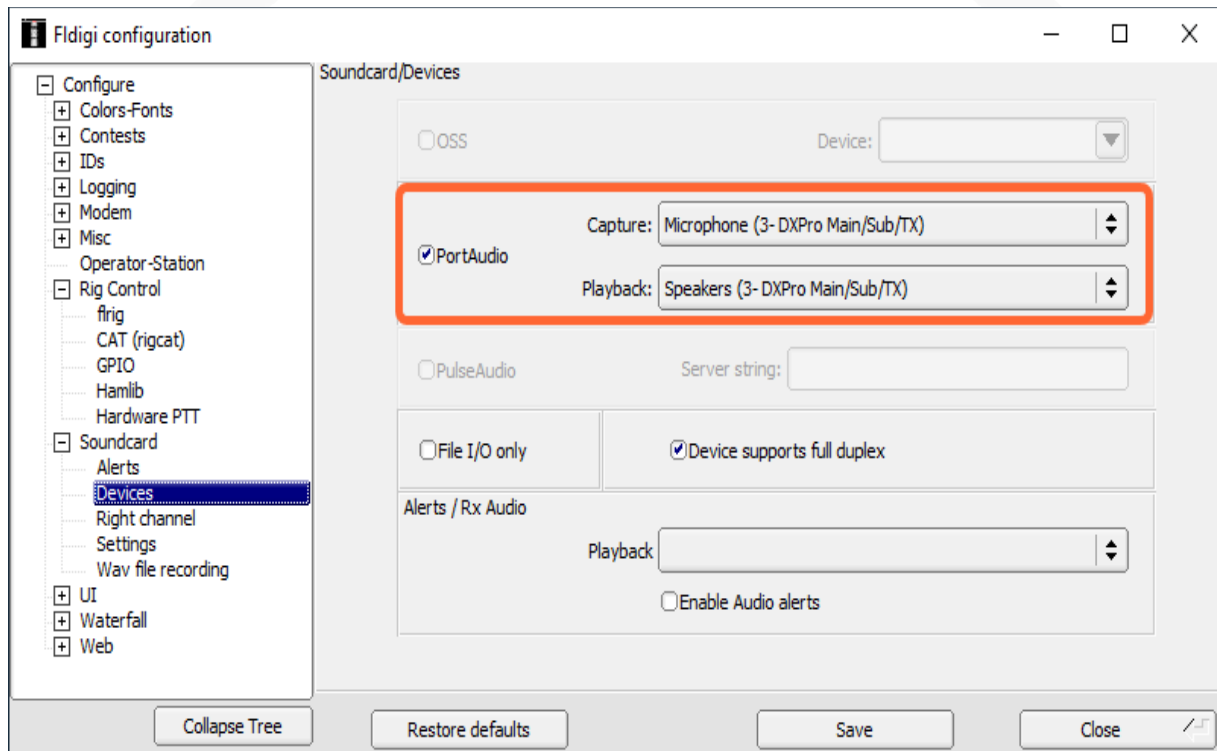 Fldigi configuration
Soundcard/Devices
Configure
Colors-Fonts
Contests
IDs
Logging
Modem
Misc
Operator-Station
Rig Control
flrig
CAT (rigcat)
GPIO
Hamlib
Hardware PTT
Soundcard
Alerts
Devices
Right channel
Settings
Wav file recording
UI
Waterfall
Web
Collapse Tree
OSS
Device:
PortAudio
Capture: Microphone (3- DXPro Main/Sub/TX)
Playback: Speakers (3- DXPro Main/Sub/TX)
PulseAudio
Server string:
File I/O only
Device supports full duplex
Alerts / Rx Audio
Playback
Enable Audio alerts
Restore defaults
Save
Close